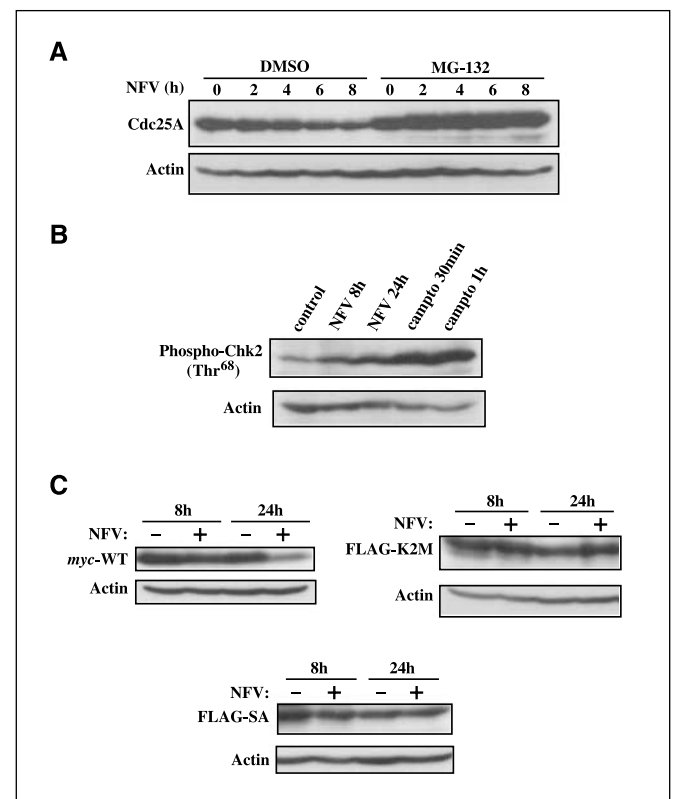 A
DMSO MG-132
NFV (h) 0 2 4 6 8 0 2 4 6 8
Cdc25A
Actin
B
control NFV 8h NFV 24h campto 30min campto 1h
Phospho-Chk2
(Thr68)
Actin
C
8h 24h
NFV: – + – +
myc-WT
Actin
8h 24h
NFV: – + – +
FLAG-K2M
Actin
8h 24h
NFV: – + – +
FLAG-SA
Actin